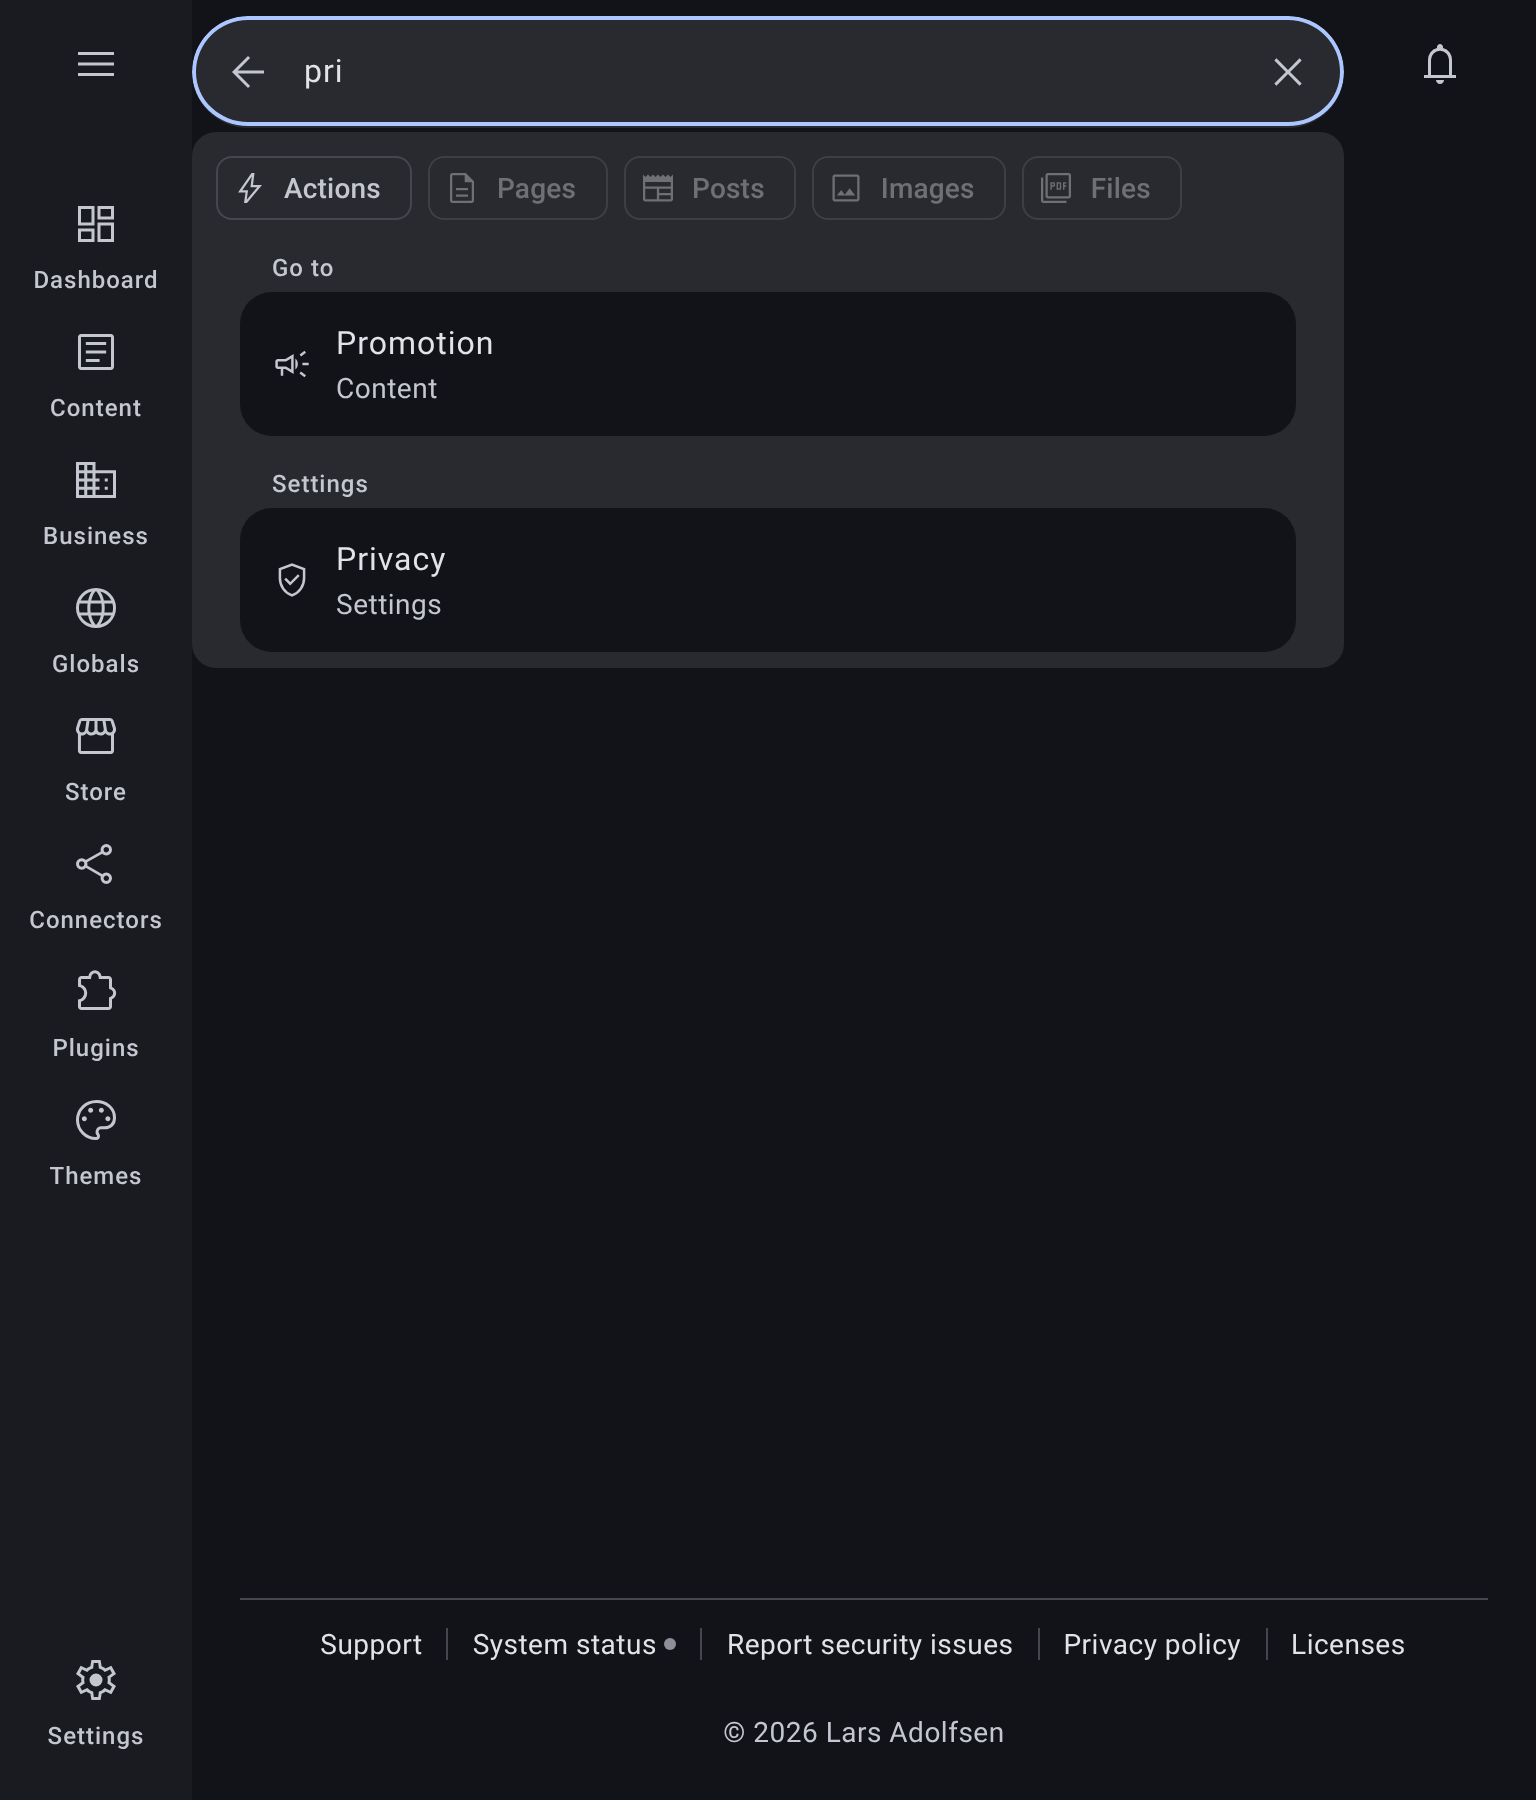 pri
Actions
Pages
Posts
Images
PDF
Files
Go to
Promotion
Content
Settings
Privacy
Settings
Dashboard
Content
Business
Globals
Store
Connectors
Plugins
Themes
Settings
Support
System status
Report security issues
Privacy policy
Licenses
© 2026 Lars Adolfsen